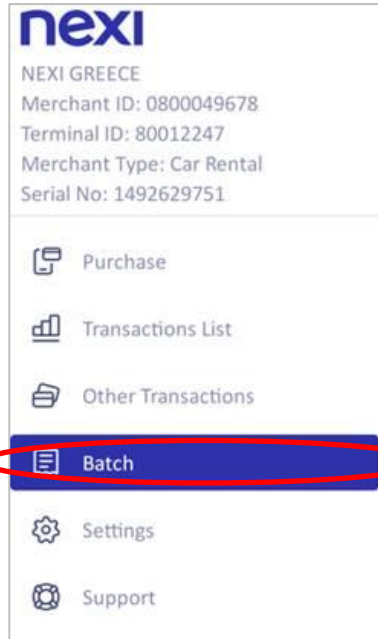 nexi
NEXI GREECE
Merchant ID: 0800049678
Terminal ID: 80012247
Merchant Type: Car Rental
Serial No: 1492629751
Purchase
Transactions List
Other Transactions
Batch
Settings
Support